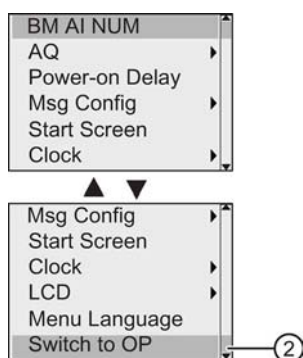 BM AI NUM
AQ
Power-on Delay
Msg Config
Start Screen
Clock
Msg Config
Start Screen
Clock
LCD
Menu Language
Switch to OP
2